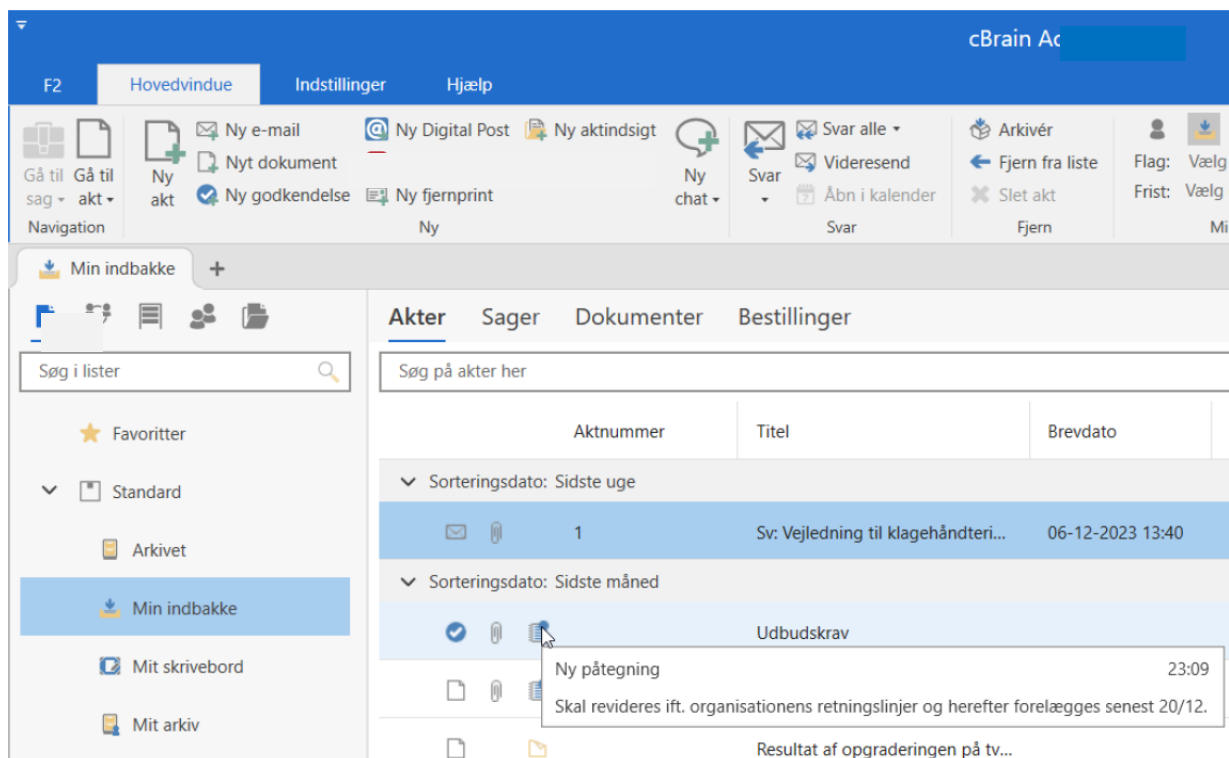 cBrain Ac
F2 Hovedvindue Indstillinger Hjælp
Gå til sag
Gå til akt
Navigation
Ny akt
Ny e-mail
Nyt dokument
Ny godkendelse
Ny Digital Post
Ny fjernprint
Ny aktindsigt
Ny chat
Ny
Svar
Svar alle
Videresend
Åbn i kalender
Svar
Arkivér
Fjern fra liste
Slet akt
Fjern
Flag: Vælg
Frist: Vælg
Mi
Min indbakke +
Søg i lister
Favoritter
Standard
Arkivet
Min indbakke
Mit skrivebord
Mit arkiv
Akter Sager Dokumenter Bestillinger
Søg på akter her
Aktnummer Titel Brevdato
Sorteringsdato: Sidste uge
1 Sv: Vejledning til klagehåndteri... 06-12-2023 13:40
Sorteringsdato: Sidste måned
Udbudskrav
Ny påtegning 23:09
Skal revideres ift. organisationens retningslinjer og herefter forelægges senest 20/12.
Resultat af opgraderingen på tv...